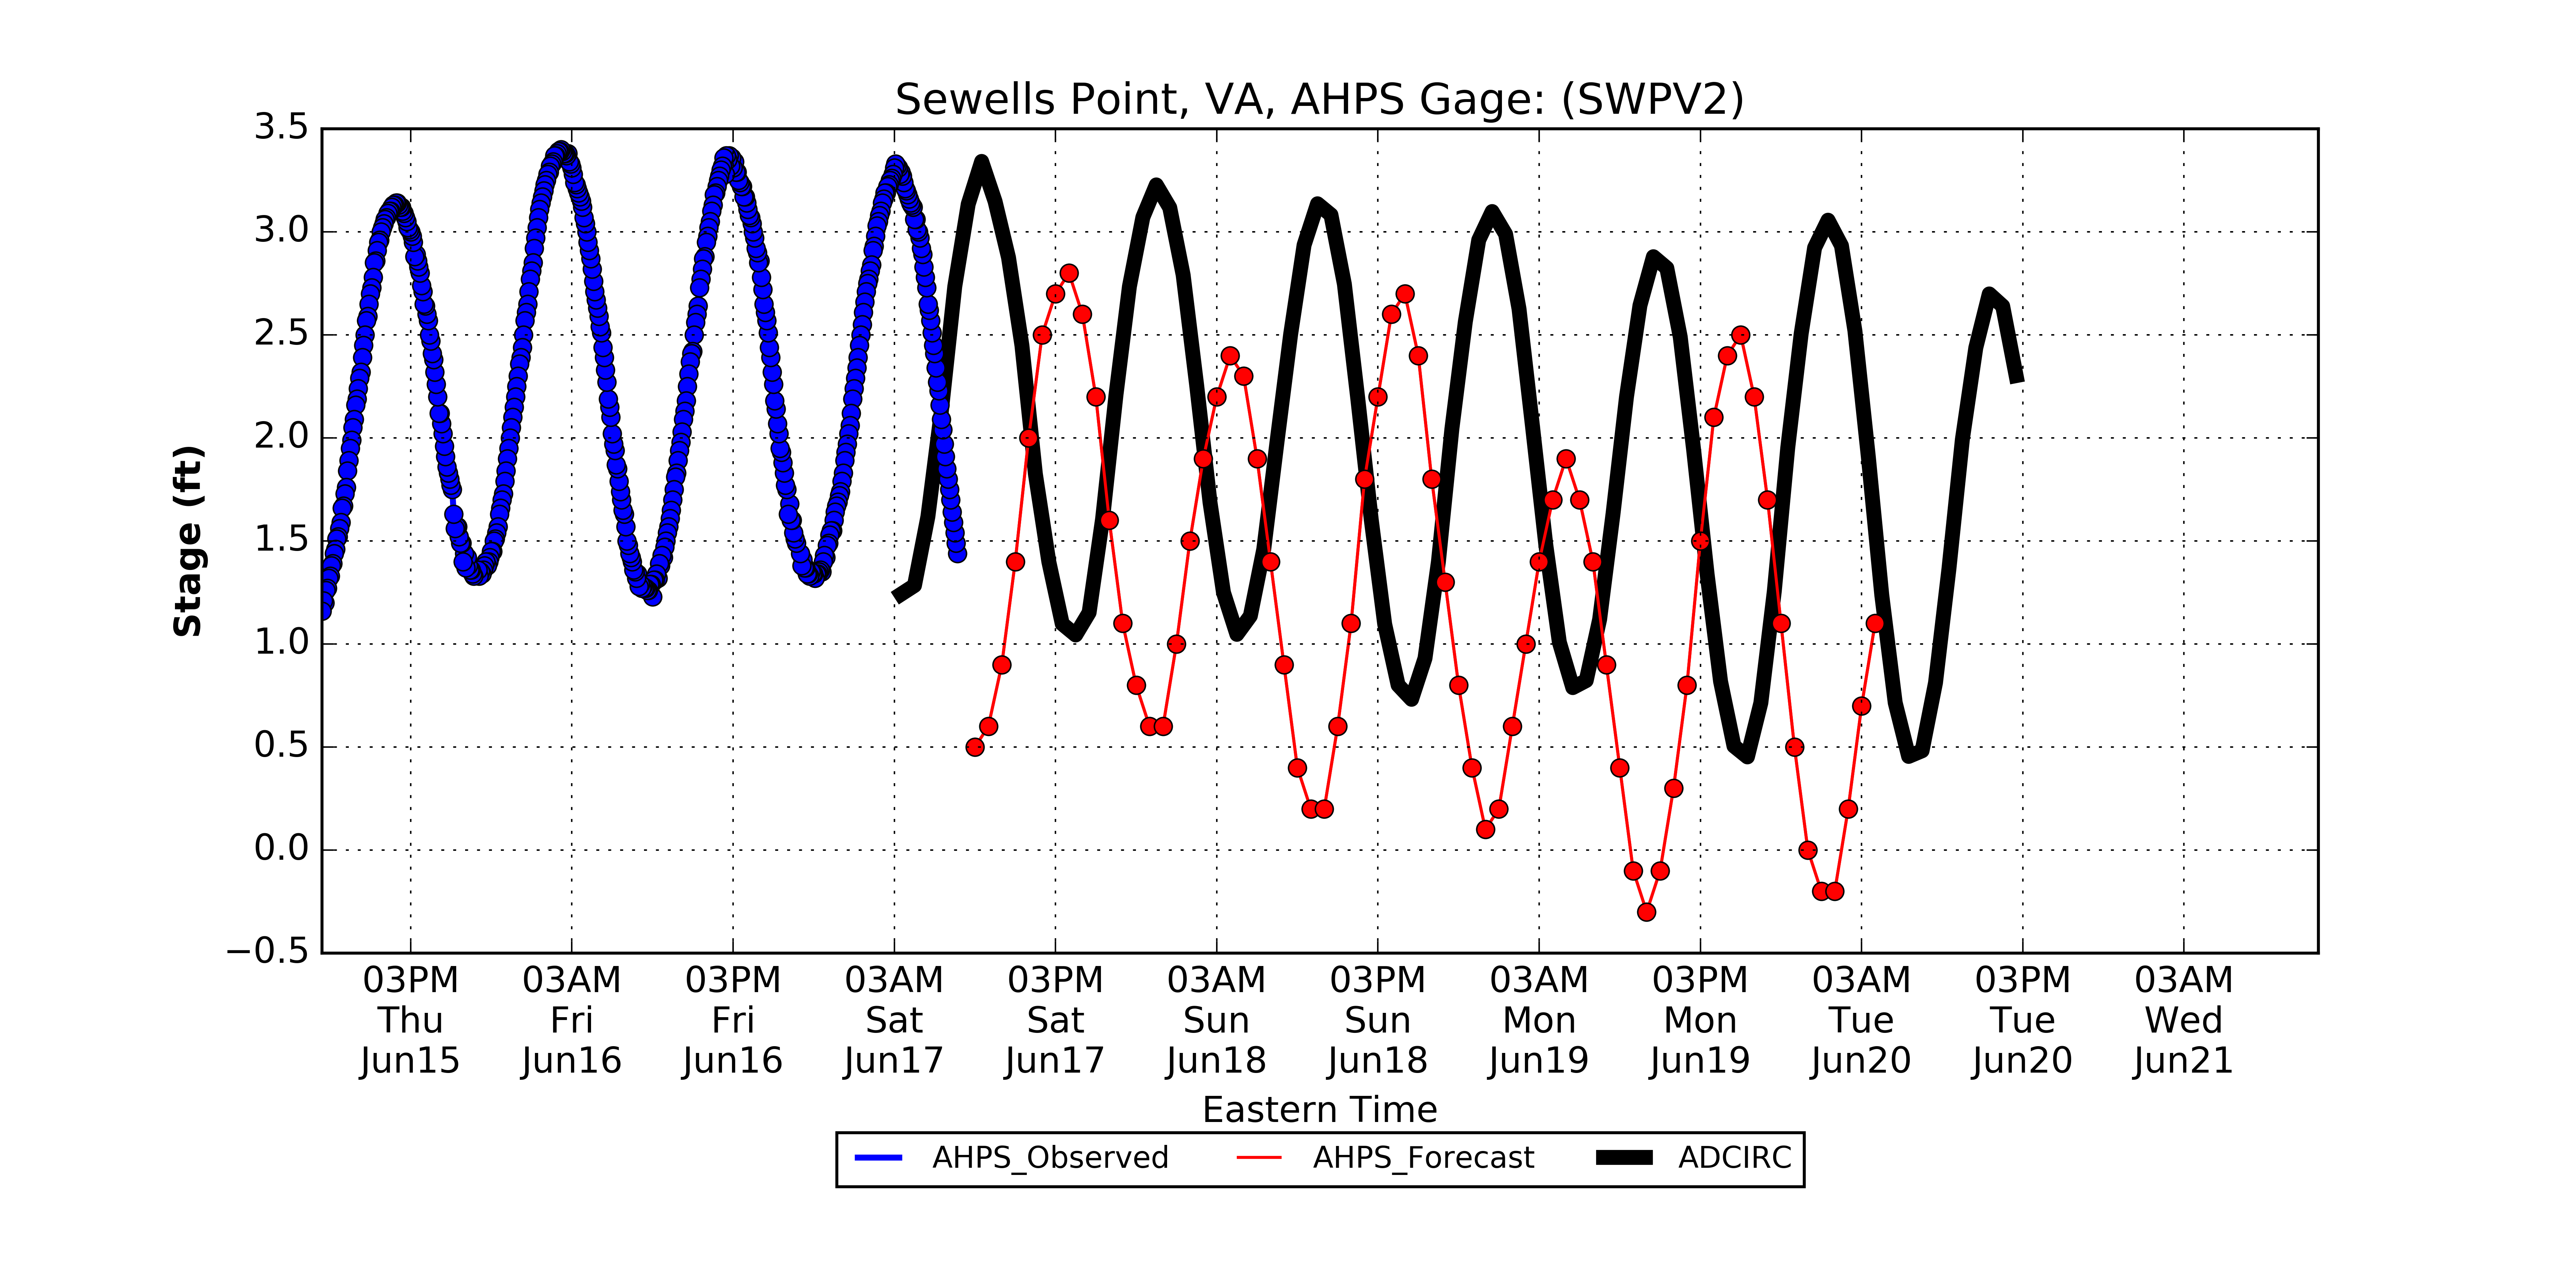 Sewells Point, VA, AHPS Gage: (SWPV2)
3.5
3.0
2.5
2.0
1.5
1.0
0.5
0.0
−0.5
Stage (ft)
03PM 03AM 03PM 03AM 03PM 03AM 03PM 03AM 03PM 03AM 03PM 03AM
Thu Fri Fri Sat Sat Sun Sun Mon Mon Tue Tue Wed
Jun15 Jun16 Jun16 Jun17 Jun17 Jun18 Jun18 Jun19 Jun19 Jun20 Jun20 Jun21
Eastern Time
AHPS_Observed AHPS_Forecast ADCIRC